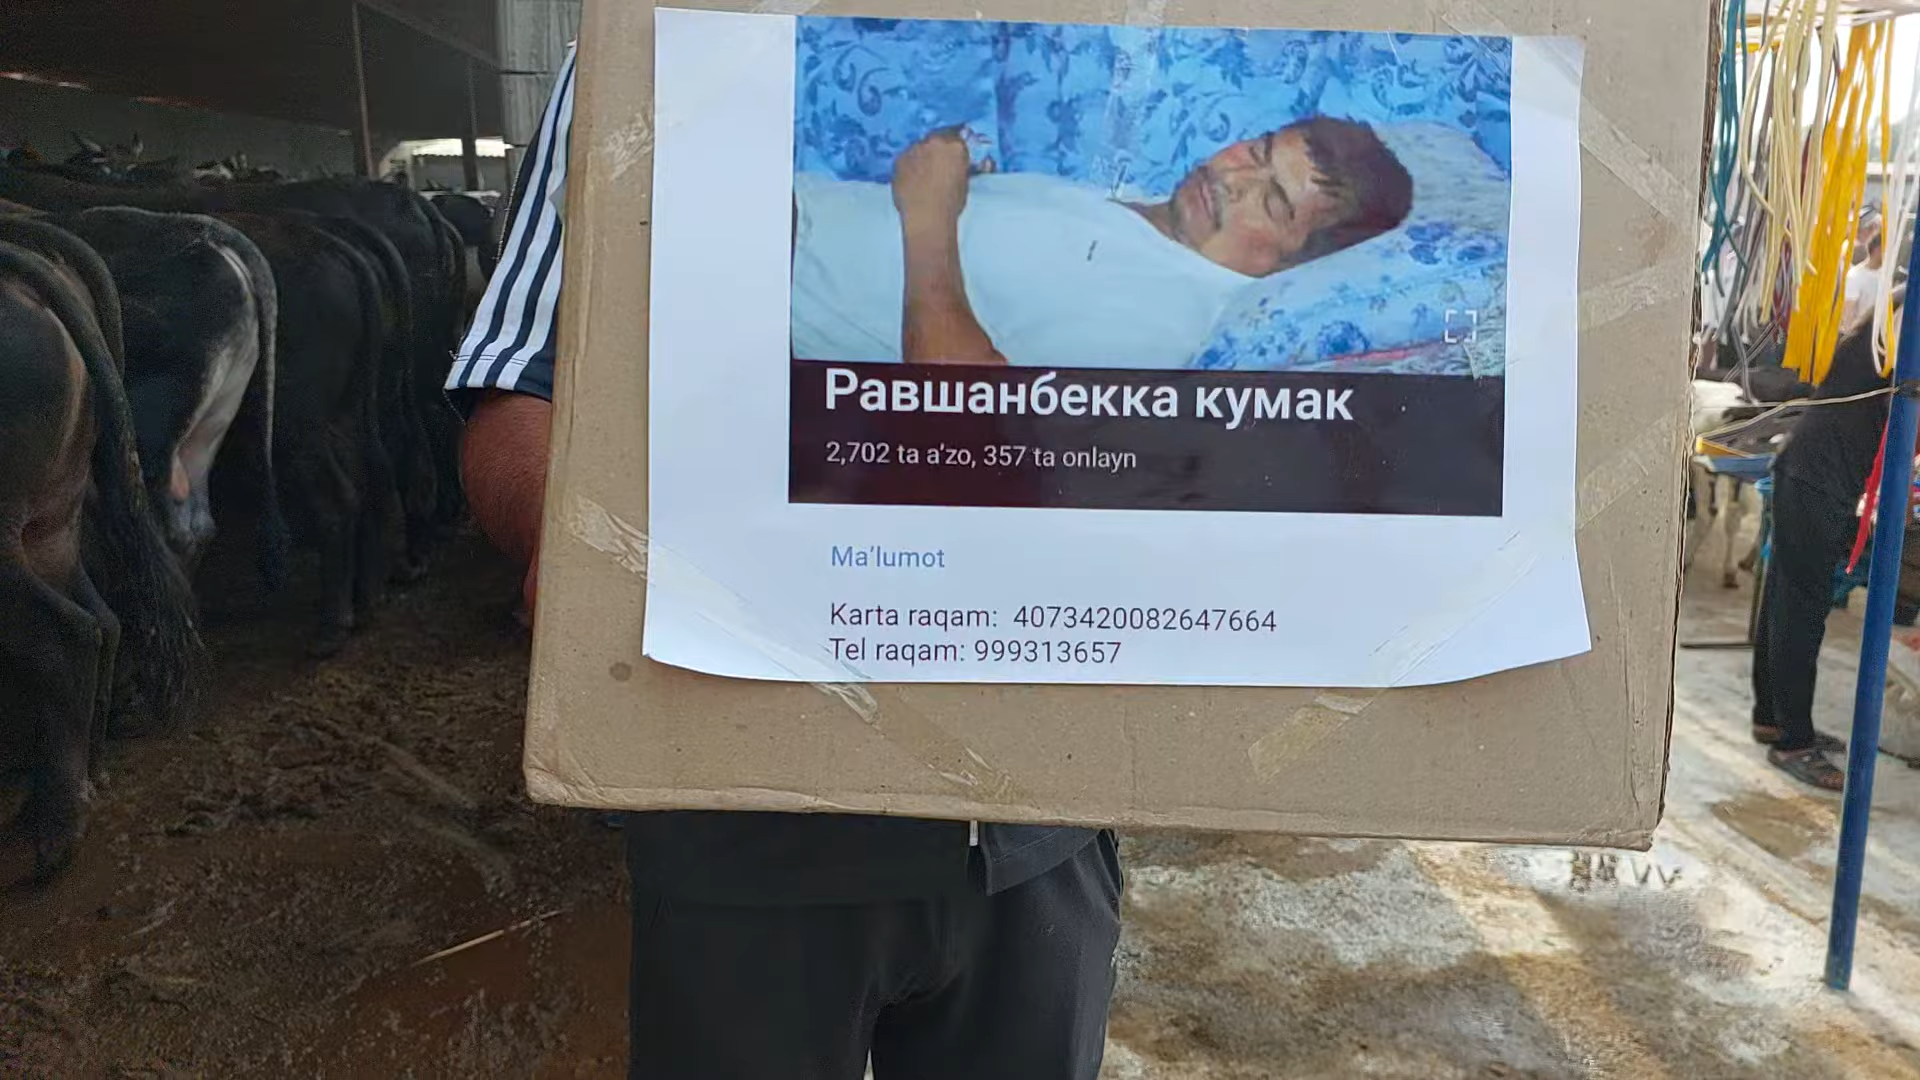 Равшанбекка кумак
2,702 ta a’zo, 357 ta onlayn
Ma’lumot
Karta raqam: 4073420082647664
Tel raqam: 999313657